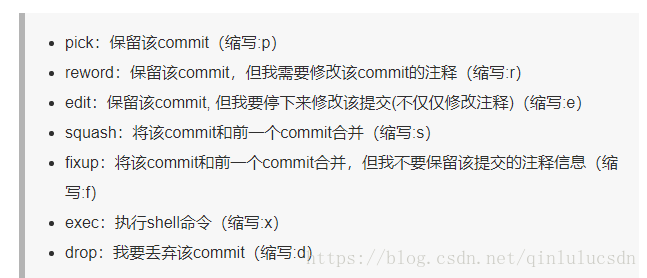 pick：保留该commit（缩写:p）
reword：保留该commit，但我需要修改该commit的注释（缩写:r）
edit：保留该commit, 但我要停下来修改该提交(不仅仅修改注释)（缩写:e）
squash：将该commit和前一个commit合并（缩写:s）
fixup：将该commit和前一个commit合并，但我不要保留该提交的注释信息（缩
写:f）
exec：执行shell命令（缩写:x）
drop：我要丢弃该commit（缩写:d）
https://blog.csdn.net/qinlulucsdn